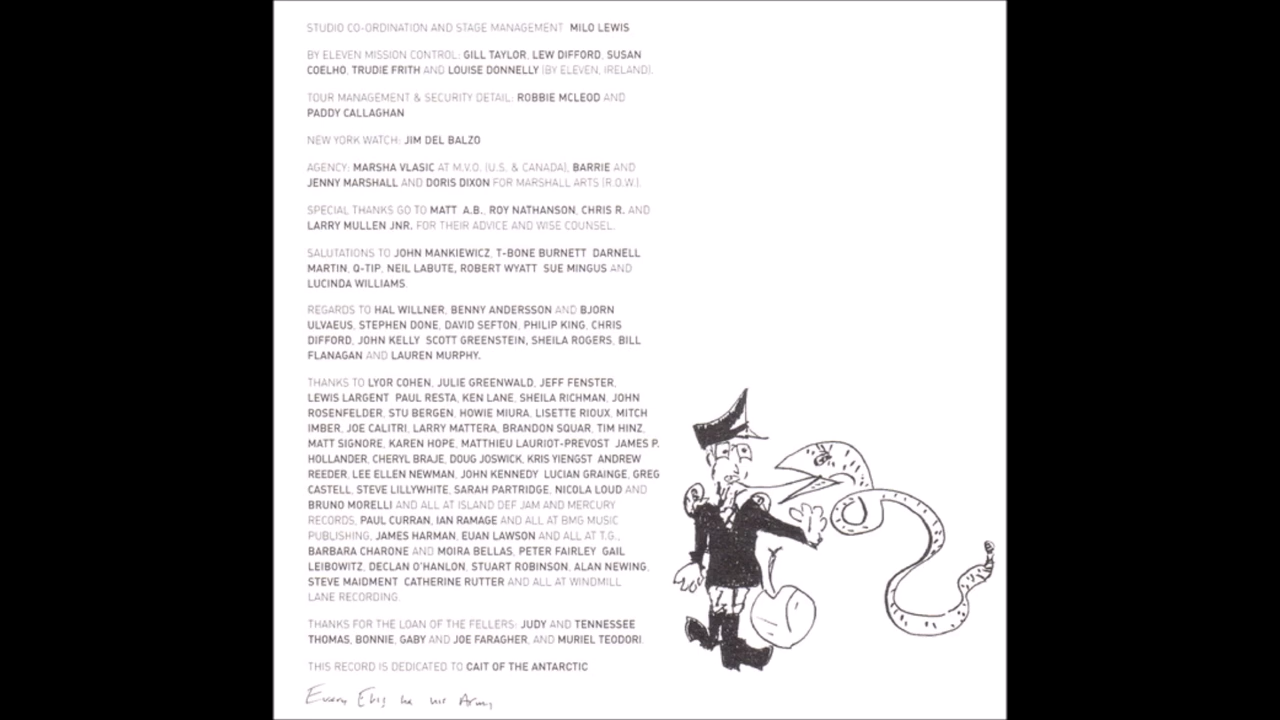 STUDIO CO-ORDINATION AND STAGE MANAGEMENT MILO LEWIS
BY ELEVEN MISSION CONTROL: GILL TAYLOR, LEW DIFFORD, SUSAN
COELHO, TRUDIE FRITH AND LOUISE DONNELLY (BY ELEVEN, IRELAND).
TOUR MANAGEMENT & SECURITY DETAIL: ROBBIE MCLEOD AND
PADDY CALLAGHAN
NEW YORK WATCH: JIM DEL BALZO
AGENCY: MARSHA VLASIC AT M.V.O. (U.S. & CANADA), BARRIE AND
JENNY MARSHALL AND DORIS DIXON FOR MARSHALL ARTS (R.O.W.).
SPECIAL THANKS GO TO MATT A.B., ROY NATHANSON, CHRIS R. AND
LARRY MULLEN JNR. FOR THEIR ADVICE AND WISE COUNSEL.
SALUTATIONS TO JOHN MANKIEWICZ, T-BONE BURNETT DARNELL
MARTIN, Q-TIP, NEIL LABUTE, ROBERT WYATT SUE MINGUS AND
LUCINDA WILLIAMS.
REGARDS TO HAL WILLNER, BENNY ANDERSSON AND BJORN
ULVAEUS, STEPHEN DONE, DAVID SEFTON, PHILIP KING, CHRIS
DIFFORD, JOHN KELLY SCOTT GREENSTEIN, SHEILA ROGERS, BILL
FLANAGAN AND LAUREN MURPHY.
THANKS TO LYOR COHEN, JULIE GREENWALD, JEFF FENSTER,
LEWIS LARGENT PAUL RESTA, KEN LANE, SHEILA RICHMAN, JOHN
ROSENFELDER, STU BERGEN, HOWIE MIURA, LISETTE RIOUX, MITCH
IMBER, JOE CALITRI, LARRY MATTERA, BRANDON SQUAR, TIM HINZ,
MATT SIGNORE, KAREN HOPE, MATTHIEU LAURIOT-PREVOST JAMES P.
HOLLANDER, CHERYL BRAJE, DOUG JOSWICK, KRIS YIENGST ANDREW
REEDER, LEE ELLEN NEWMAN, JOHN KENNEDY LUCIAN GRAINGE, GREG
CASTELL, STEVE LILLYWHITE, SARAH PARTRIDGE, NICOLA LOUD AND
BRUNO MORELLI AND ALL AT ISLAND DEF JAM AND MERCURY
RECORDS, PAUL CURRAN, IAN RAMAGE AND ALL AT BMG MUSIC
PUBLISHING, JAMES HARMAN, EUAN LAWSON AND ALL AT T.G.,
BARBARA CHARONE AND MOIRA BELLAS, PETER FAIRLEY GAIL
LEIBOWITZ, DECLAN O'HANLON, STUART ROBINSON, ALAN NEWING,
STEVE MAIDMENT CATHERINE RUTTER AND ALL AT WINDMILL
LANE RECORDING.
THANKS FOR THE LOAN OF THE FELLERS: JUDY AND TENNESSEE
THOMAS, BONNIE, GABY AND JOE FARAGHER, AND MURIEL TEODORI.
THIS RECORD IS DEDICATED TO CAIT OF THE ANTARCTIC
Every Army